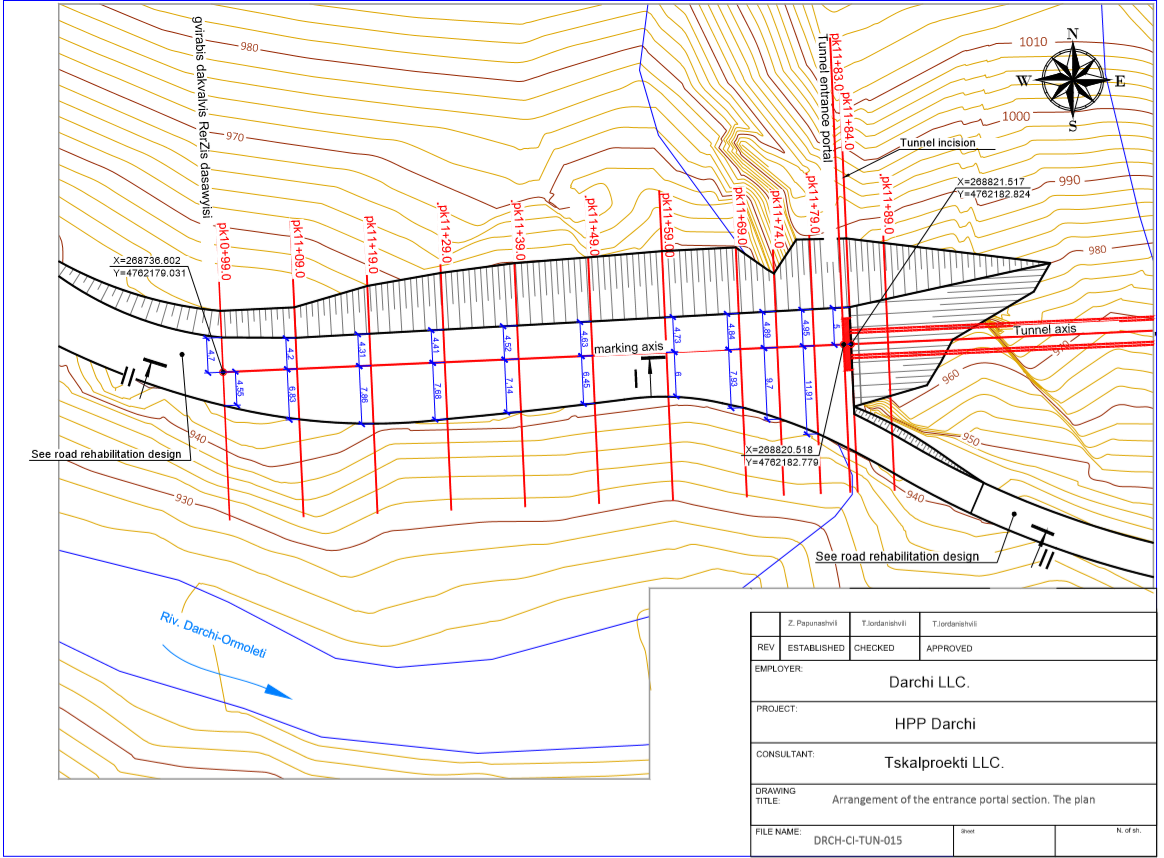 gvirabis dakvalvis RerZis dasawyisi
980
970
Tunnel entrance portal
pk11+83.0
pk11+84.0
1010
1000
990
980
N
W
E
S
Tunnel incision
X=268821.517
Y=4762182.824
pk10+99.0
pk11+09.0
pk11+19.0
pk11+29.0
pk11+39.0
pk11+49.0
pk11+59.0
pk11+69.0
pk11+74.0
pk11+79.0
pk11+89.0
X=268736.602
Y=4762179.031
4.7
4.2
4.31
4.41
4.52
4.63
4.73
4.84
4.89
4.95
5
4.55
6.83
7.86
7.68
7.14
6.45
6
7.93
9.7
11.91
marking axis
I
II
Tunnel axis
970
960
950
940
940
930
See road rehabilitation design
X=268820.518
Y=4762182.779
See road rehabilitation design
II
Riv. Darchi-Ormoleti
Z. Papunashvili T.Iordanishvili T.Iordanishvili
REV ESTABLISHED CHECKED APPROVED
EMPLOYER:
Darchi LLC.
PROJECT:
HPP Darchi
CONSULTANT:
Tskalproekti LLC.
DRAWING
TITLE:
Arrangement of the entrance portal section. The plan
FILE NAME:
DRCH-CI-TUN-015
Sheet
N. of sh.